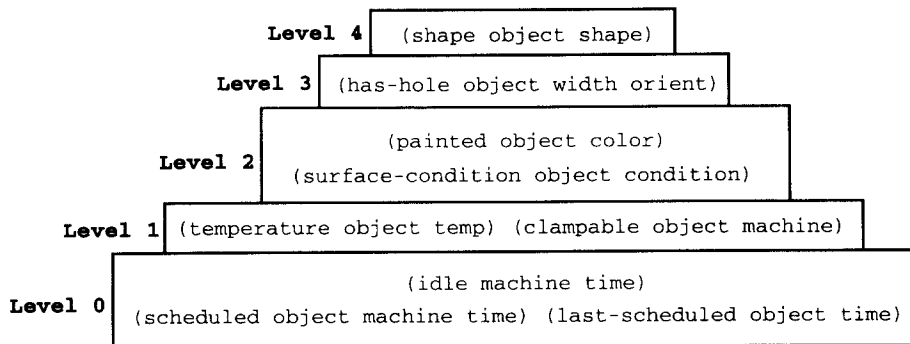 Level 4 (shape object shape)
Level 3 (has-hole object width orient)
(painted object color)
Level 2
(surface-condition object condition)
Level 1 (temperature object temp) (clampable object machine)
(idle machine time)
Level 0
(scheduled object machine time) (last-scheduled object time)